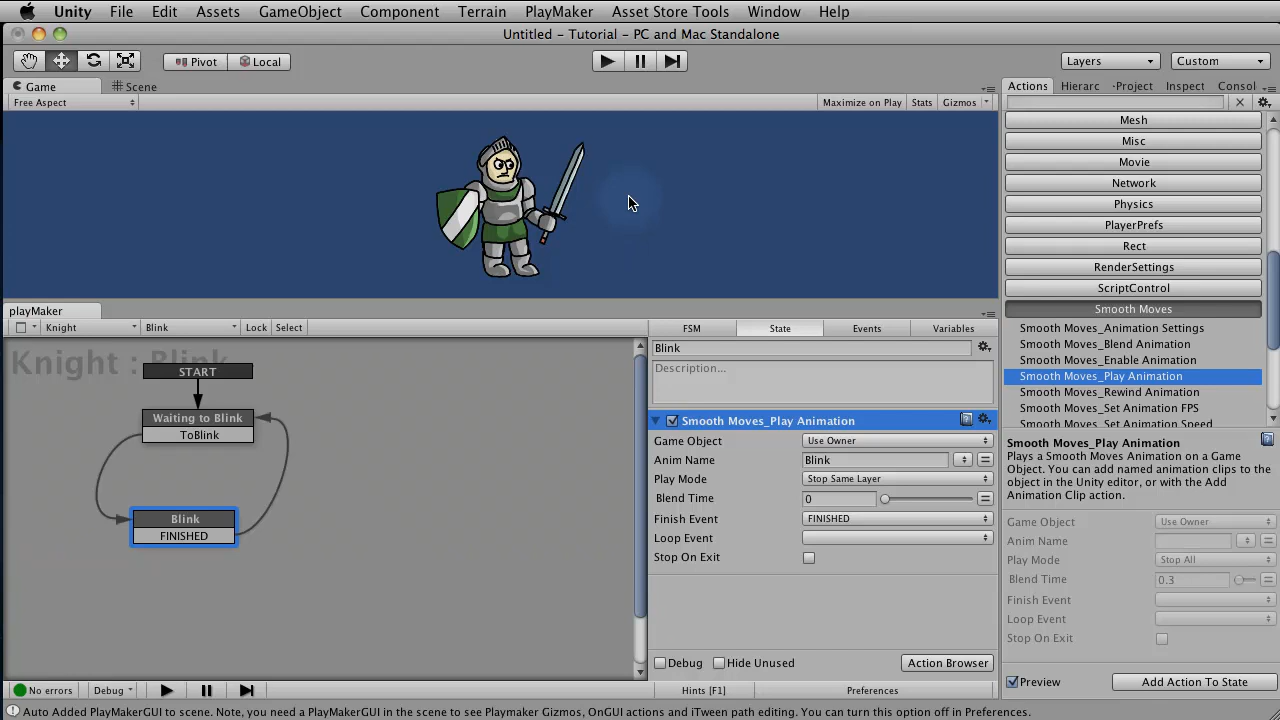 Unity File Edit Assets GameObject Component Terrain PlayMaker Asset Store Tools Window Help
Untitled - Tutorial - PC and Mac Standalone
Pivot Local Layers Custom
Game Scene
Free Aspect Maximize on Play Stats Gizmos
Actions Hierarc Project Inspect Consol
Mesh
Misc
Movie
Network
Physics
PlayerPrefs
Rect
RenderSettings
ScriptControl
Smooth Moves
Smooth Moves_Animation Settings
Smooth Moves_Blend Animation
Smooth Moves_Enable Animation
Smooth Moves_Play Animation
Smooth Moves_Rewind Animation
Smooth Moves_Set Animation FPS
Smooth Moves_Set Animation Speed
playMaker
Knight Blink Lock Select
Knight : Blink
START
Waiting to Blink
ToBlink
Blink
FINISHED
FSM State Events Variables
Blink
Description...
Smooth Moves_Play Animation
Game Object Use Owner
Anim Name Blink
Play Mode Stop Same Layer
Blend Time 0
Finish Event FINISHED
Loop Event
Stop On Exit
Debug Hide Unused Action Browser
Smooth Moves_Play Animation
Plays a Smooth Moves Animation on a Game
Object. You can add named animation clips to the
object in the Unity editor, or with the Add
Animation Clip action.
Game Object Use Owner
Anim Name
Play Mode Stop All
Blend Time 0.3
Finish Event
Loop Event
Stop On Exit
Preview Add Action To State
No errors Debug Hints [F1] Preferences
Auto Added PlayMakerGUI to scene. Note, you need a PlayMakerGUI in the scene to see Playmaker Gizmos, OnGUI actions and iTween path editing. You can turn this option off in Preferences.